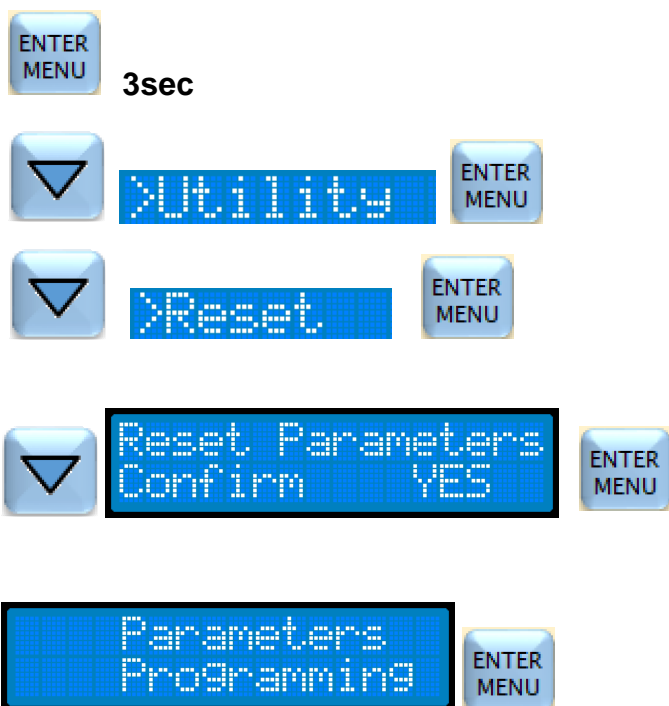 ENTER
MENU
3sec
>Utility
ENTER
MENU
>Reset
ENTER
MENU
Reset Parameters
Confirm YES
ENTER
MENU
Parameters
Programming
ENTER
MENU